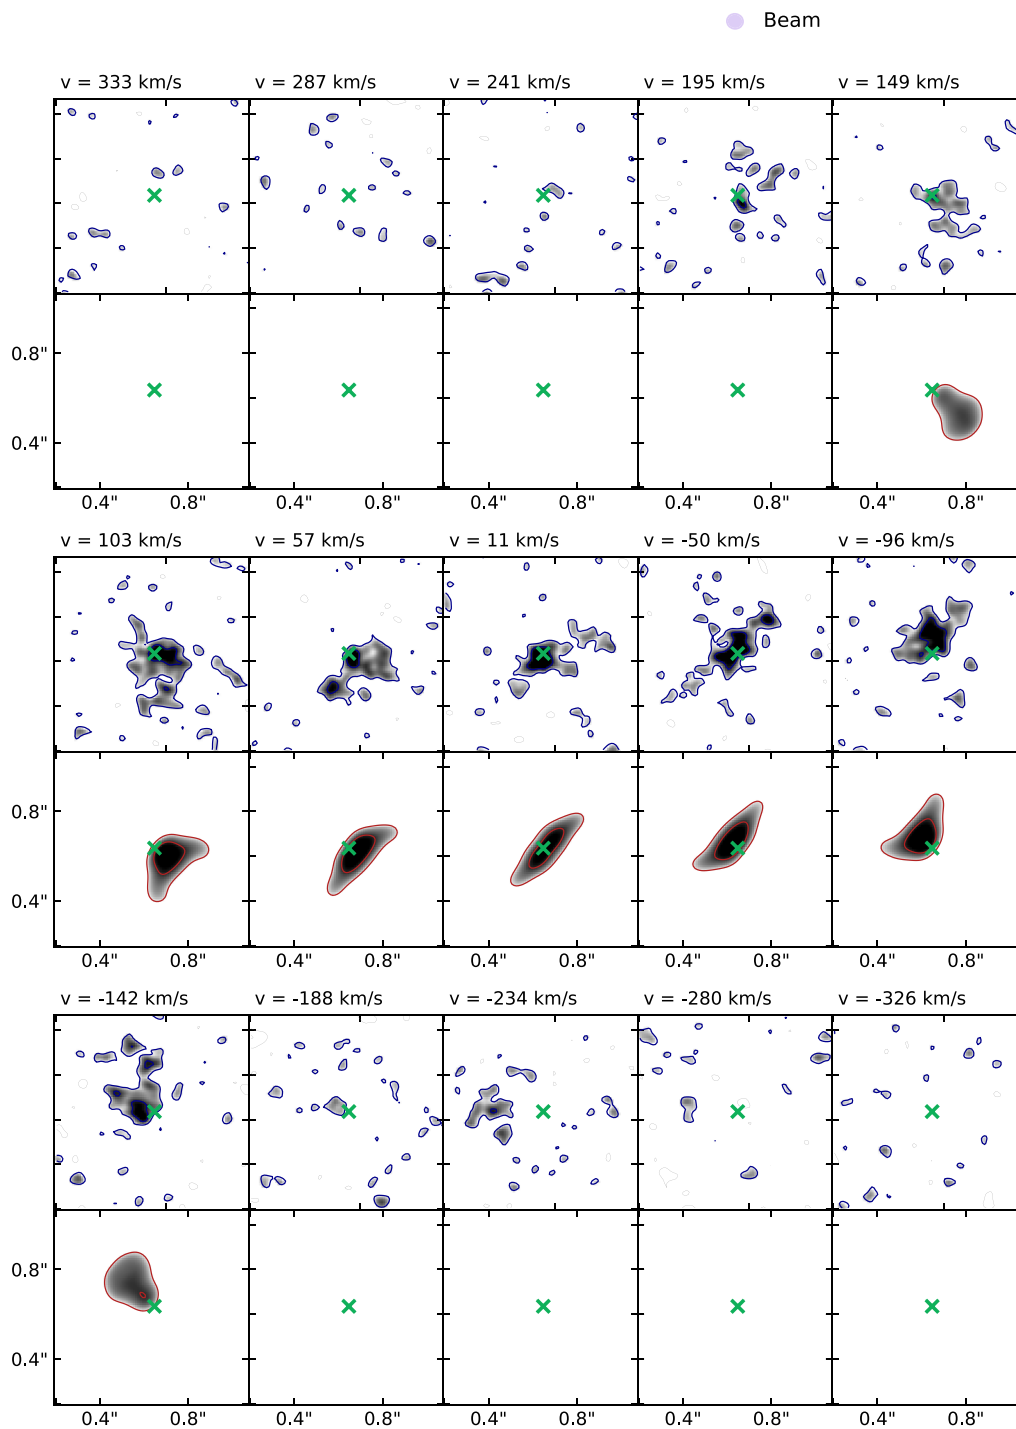 Beam
v = 333 km/s v = 287 km/s v = 241 km/s v = 195 km/s v = 149 km/s
0.8"
0.4"
0.4" 0.8" 0.4" 0.8" 0.4" 0.8" 0.4" 0.8" 0.4" 0.8"
v = 103 km/s v = 57 km/s v = 11 km/s v = -50 km/s v = -96 km/s
0.8"
0.4"
0.4" 0.8" 0.4" 0.8" 0.4" 0.8" 0.4" 0.8" 0.4" 0.8"
v = -142 km/s v = -188 km/s v = -234 km/s v = -280 km/s v = -326 km/s
0.8"
0.4"
0.4" 0.8" 0.4" 0.8" 0.4" 0.8" 0.4" 0.8" 0.4" 0.8"